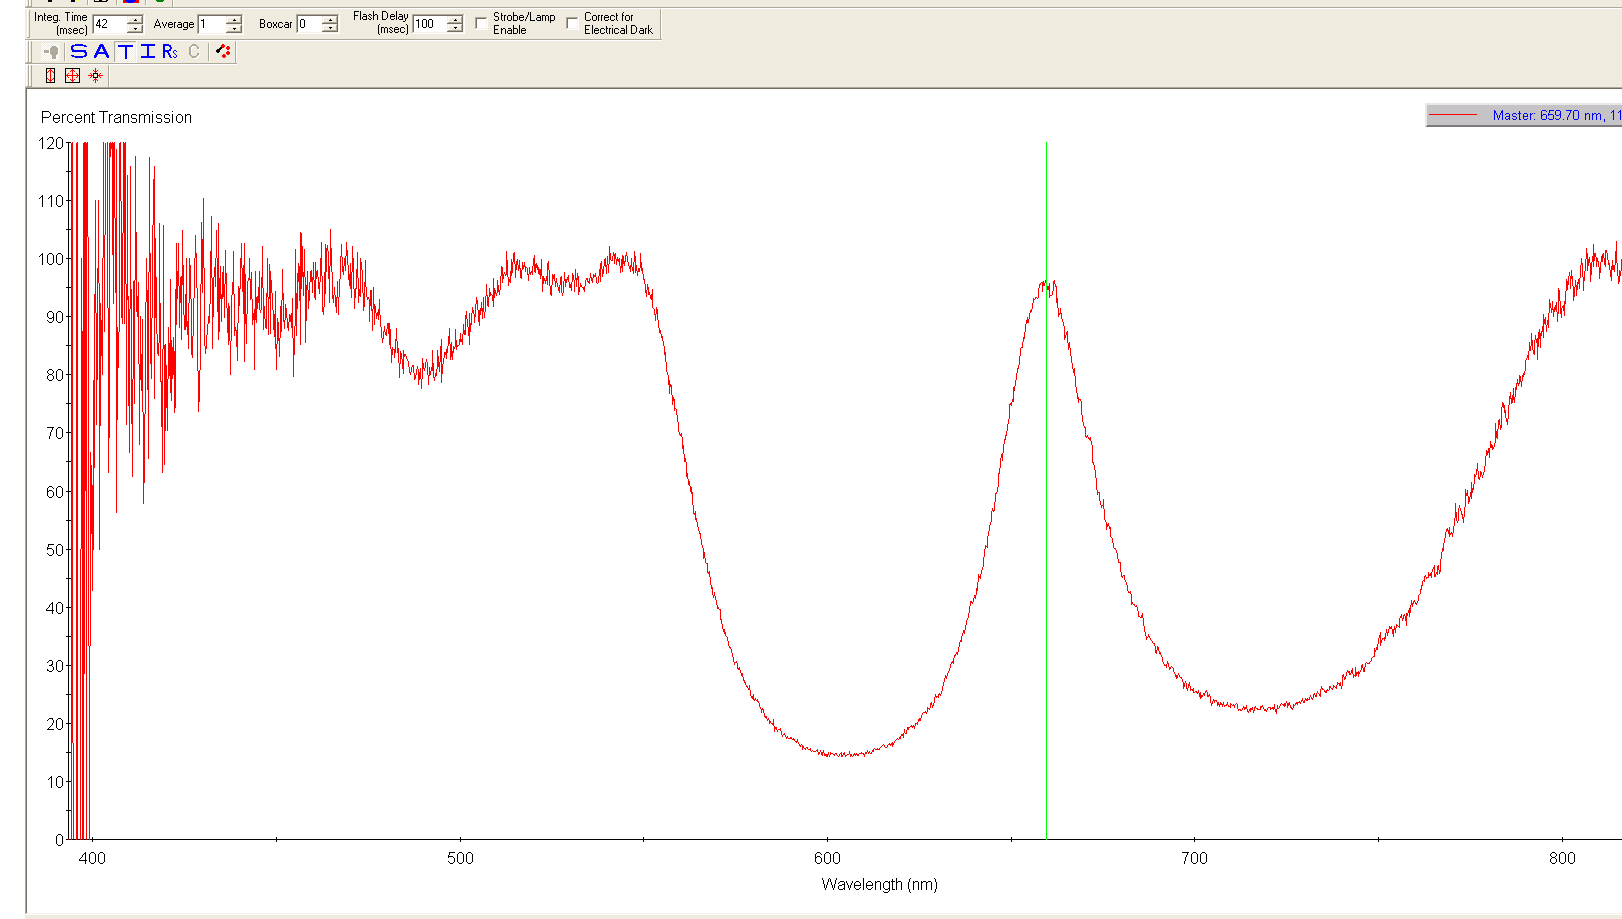 Integ. Time (msec) 42 Average 1 Boxcar 0 Flash Delay (msec) 100 Strobe/Lamp Enable Correct for Electrical Dark
S A T I Rs C
Percent Transmission
Master: 659.70 nm, 11
120
110
100
90
80
70
60
50
40
30
20
10
0
400 500 600 700 800
Wavelength (nm)